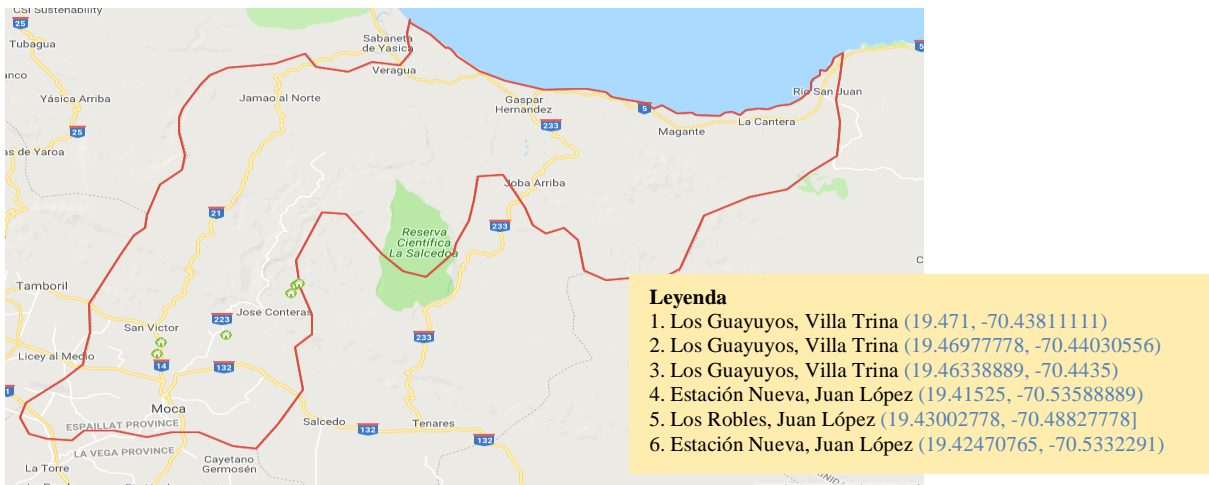 CSI Sustainability
25
Tubagua
Sabaneta
de Yasica
5
Veragua
Yásica Arriba
Jamao al Norte
Gaspar
Hernandez
Rio San Juan
5
233
25
Magante
La Cantera
as de Yaroa
Joba Arriba
21
233
Reserva
Científica
La Salcedoa
Tamboril
Jose Contreras
San Victor
223
233
Licey al Medio
14
132
1
Moca
ESPAILLAT PROVINCE
Salcedo
132
Tenares
132
LA VEGA PROVINCE
Cayetano
Germosén
La Torre
Leyenda
1. Los Guayuyos, Villa Trina (19.471, -70.43811111)
2. Los Guayuyos, Villa Trina (19.46977778, -70.44030556)
3. Los Guayuyos, Villa Trina (19.46338889, -70.4435)
4. Estación Nueva, Juan López (19.41525, -70.53588889)
5. Los Robles, Juan López (19.43002778, -70.48827778]
6. Estación Nueva, Juan López (19.42470765, -70.5332291)